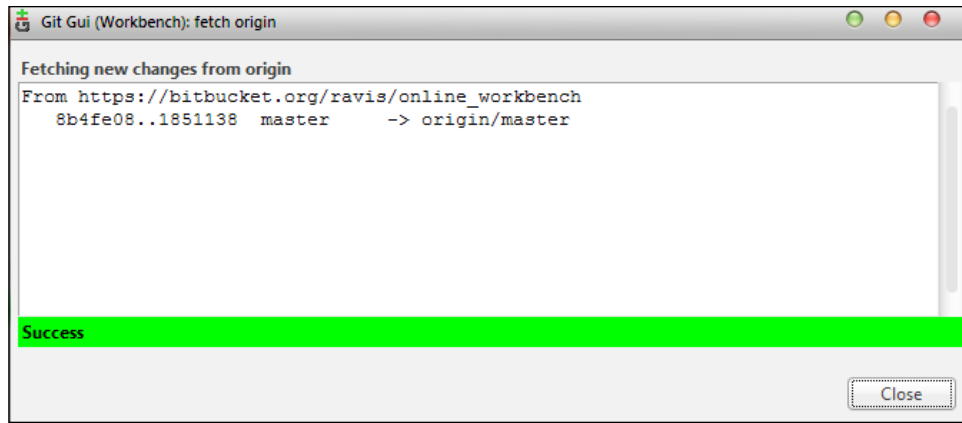 Git Gui (Workbench): fetch origin
Fetching new changes from origin
From https://bitbucket.org/ravis/online_workbench
   8b4fe08..1851138  master     -> origin/master
Success
Close